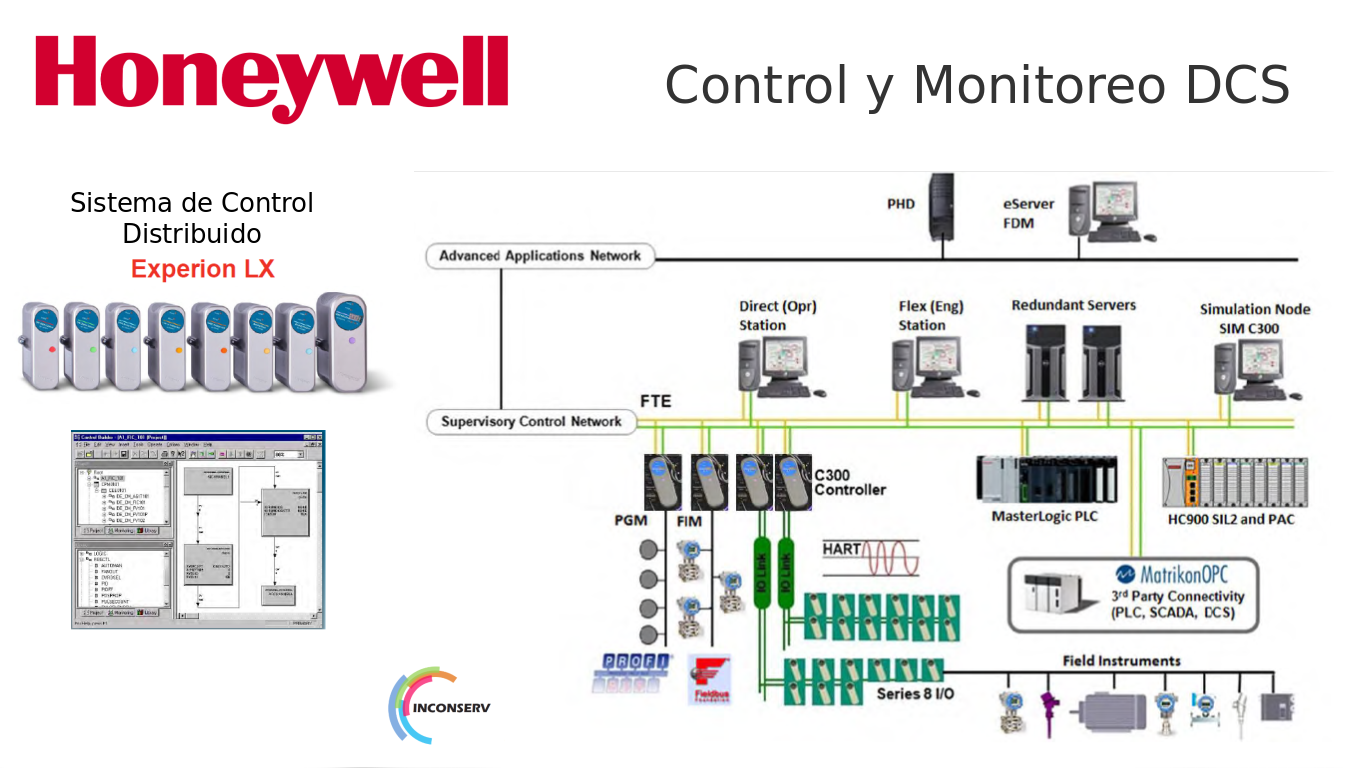 Honeywell
Control y Monitoreo DCS
Sistema de Control
Distribuido
Experion LX
PHD
eServer
FDM
Advanced Applications Network
Direct (Opr)
Station
Flex (Eng)
Station
Redundant Servers
Simulation Node
SIM C300
FTE
Supervisory Control Network
C300
Controller
PGM
FIM
MasterLogic PLC
HC900 SIL2 and PAC
IO Link
IO Link
HART
MatrikonOPC
3rd Party Connectivity
(PLC, SCADA, DCS)
PROFI
BUS
Fieldbus
Foundation
Series 8 I/O
Field Instruments
INCONSERV